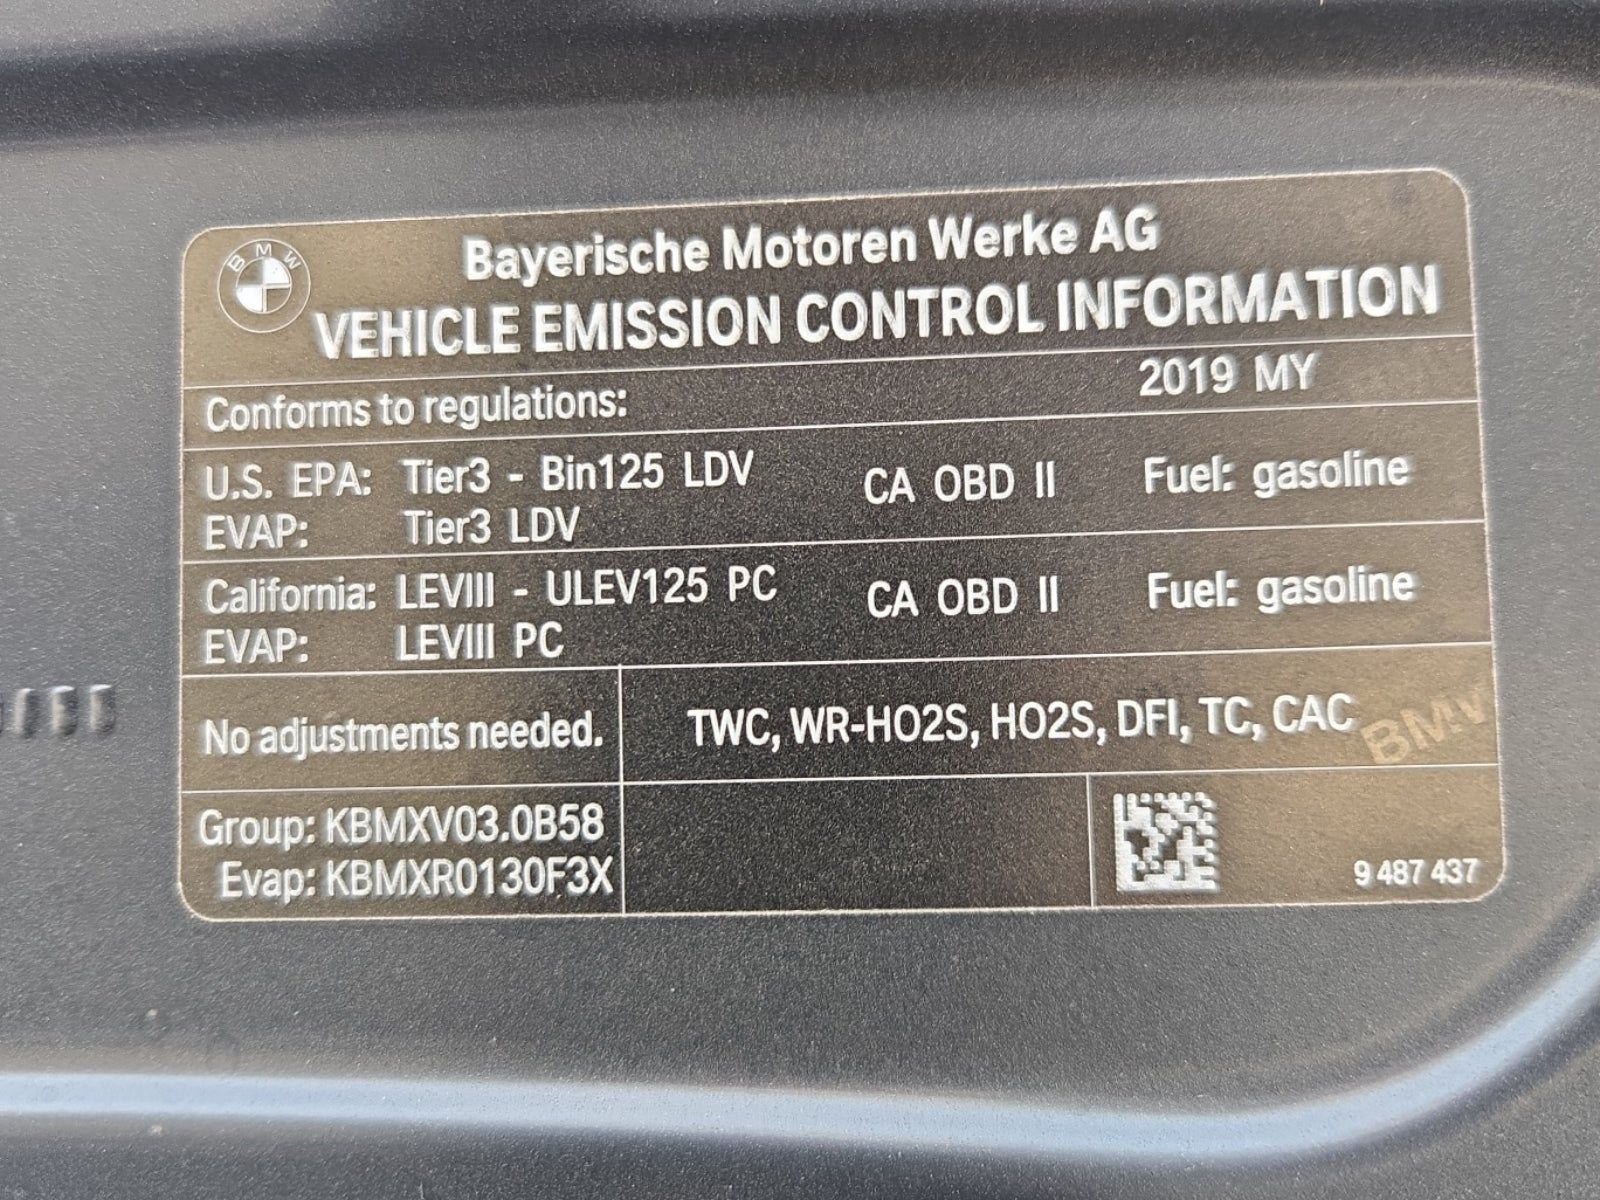 BMW
Bayerische Motoren Werke AG
VEHICLE EMISSION CONTROL INFORMATION
Conforms to regulations: 2019 MY
U.S. EPA: Tier3 - Bin125 LDV CA OBD II Fuel: gasoline
EVAP: Tier3 LDV
California: LEVIII - ULEV125 PC CA OBD II Fuel: gasoline
EVAP: LEVIII PC
No adjustments needed. TWC, WR-HO2S, HO2S, DFI, TC, CAC
BMW
Group: KBMXV03.0B58
Evap: KBMXR0130F3X
9 487 437